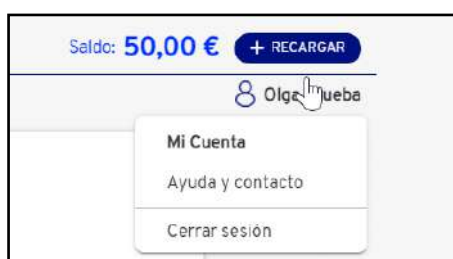 Saldo: 50,00 € + RECARGAR
Olga
Mi Cuenta
Ayuda y contacto
Cerrar sesión